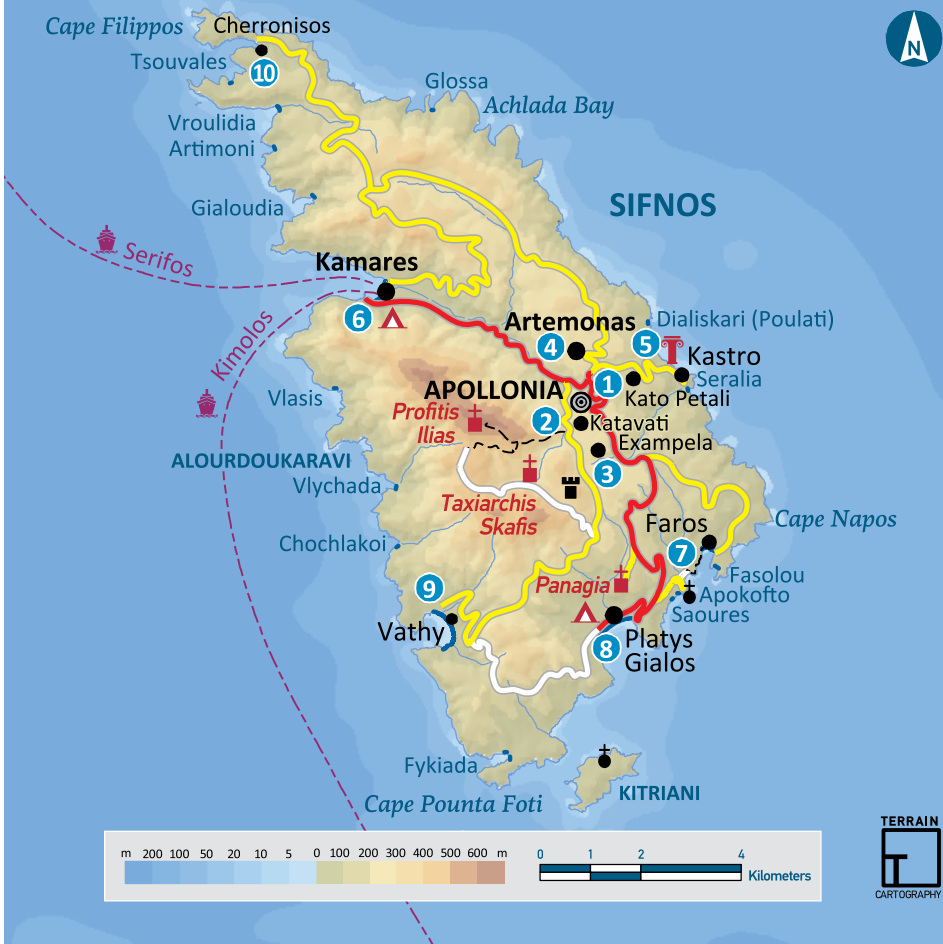 Cape Filippos
Cherronisos
N
Tsouvales
10
Glossa
Achlada Bay
Vroulidia
Artimoni
Gialoudia
SIFNOS
Serifos
Kamares
Kimolos
6
Artemonas
Dialiskari (Poulati)
4
5
Kastro
Seralia
APOLLONIA
1
Kato Petali
Vlasis
Profitis
Ilias
2
Katavati
Exampela
ALOURDOUKARAVI
3
Vlychada
Taxiarchis
Skafis
Faros
Cape Napos
Chochlakoi
7
Fasolou
9
Panagia
Apokofto
Saoures
Vathy
Platys
Gialos
8
Fykiada
Cape Pounta Foti
KITRIANI
TERRAIN
T
CARTOGRAPHY
m 200 100 50 20 10 5 0 100 200 300 400 500 600 m
0 1 2 4
Kilometers